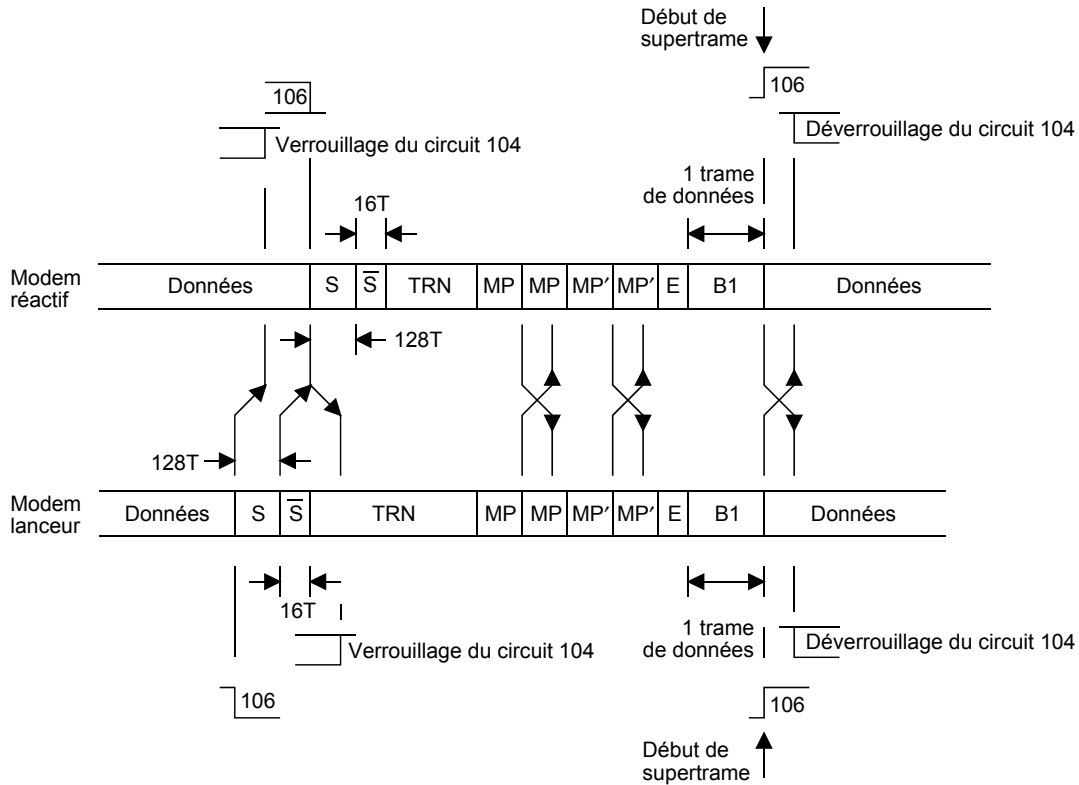 Début de
supertrame
106
106
Déverrouillage du circuit 104
Verrouillage du circuit 104
1 trame
de données
16T
Modem
réactif
Données S S̅ TRN MP MP MP′ MP′ E B1 Données
128T
128T
Modem
lanceur
Données S S̅ TRN MP MP MP′ MP′ E B1 Données
16T
1 trame
de données
Verrouillage du circuit 104
Déverrouillage du circuit 104
106
106
Début de
supertrame